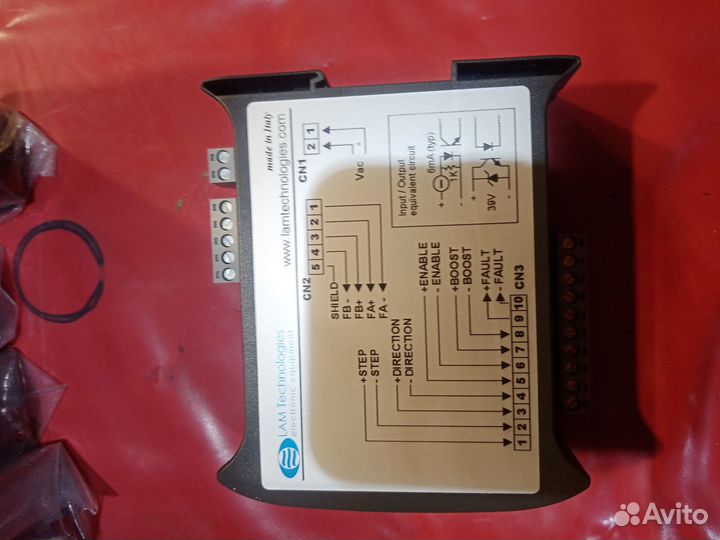 LAM Technologies
electronic equipment
www.lamtechnologies.com
made in Italy
CN2
5 4 3 2 1
SHIELD
FB -
FB+
FA+
FA -
CN1
2 1
Vac
Input / Output
equivalent circuit
6mA (typ)
1K
+
-
+
39V
-
+STEP
- STEP
+DIRECTION
- DIRECTION
+ENABLE
- ENABLE
+BOOST
- BOOST
+FAULT
- FAULT
1 2 3 4 5 6 7 8 9 10 CN3
Avito